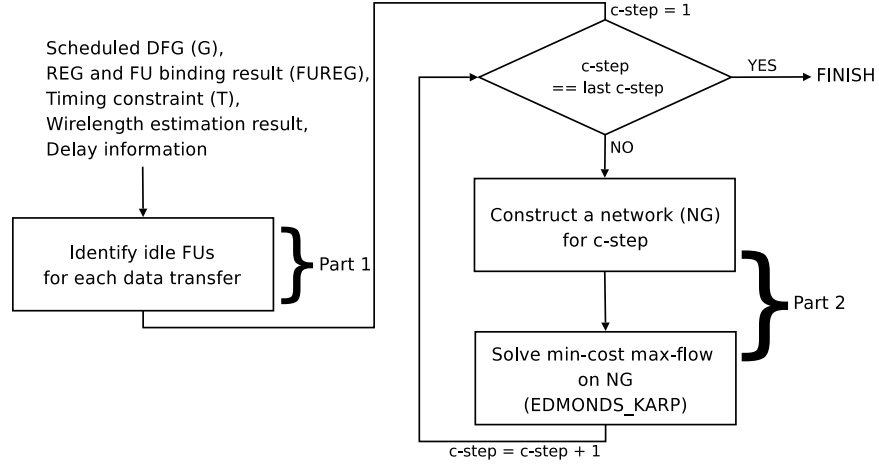 Scheduled DFG (G),
REG and FU binding result (FUREG),
Timing constraint (T),
Wirelength estimation result,
Delay information
Identify idle FUs
for each data transfer
Part 1
c-step = 1
c-step
== last c-step
YES
FINISH
NO
Construct a network (NG)
for c-step
Part 2
Solve min-cost max-flow
on NG
(EDMONDS_KARP)
c-step = c-step + 1